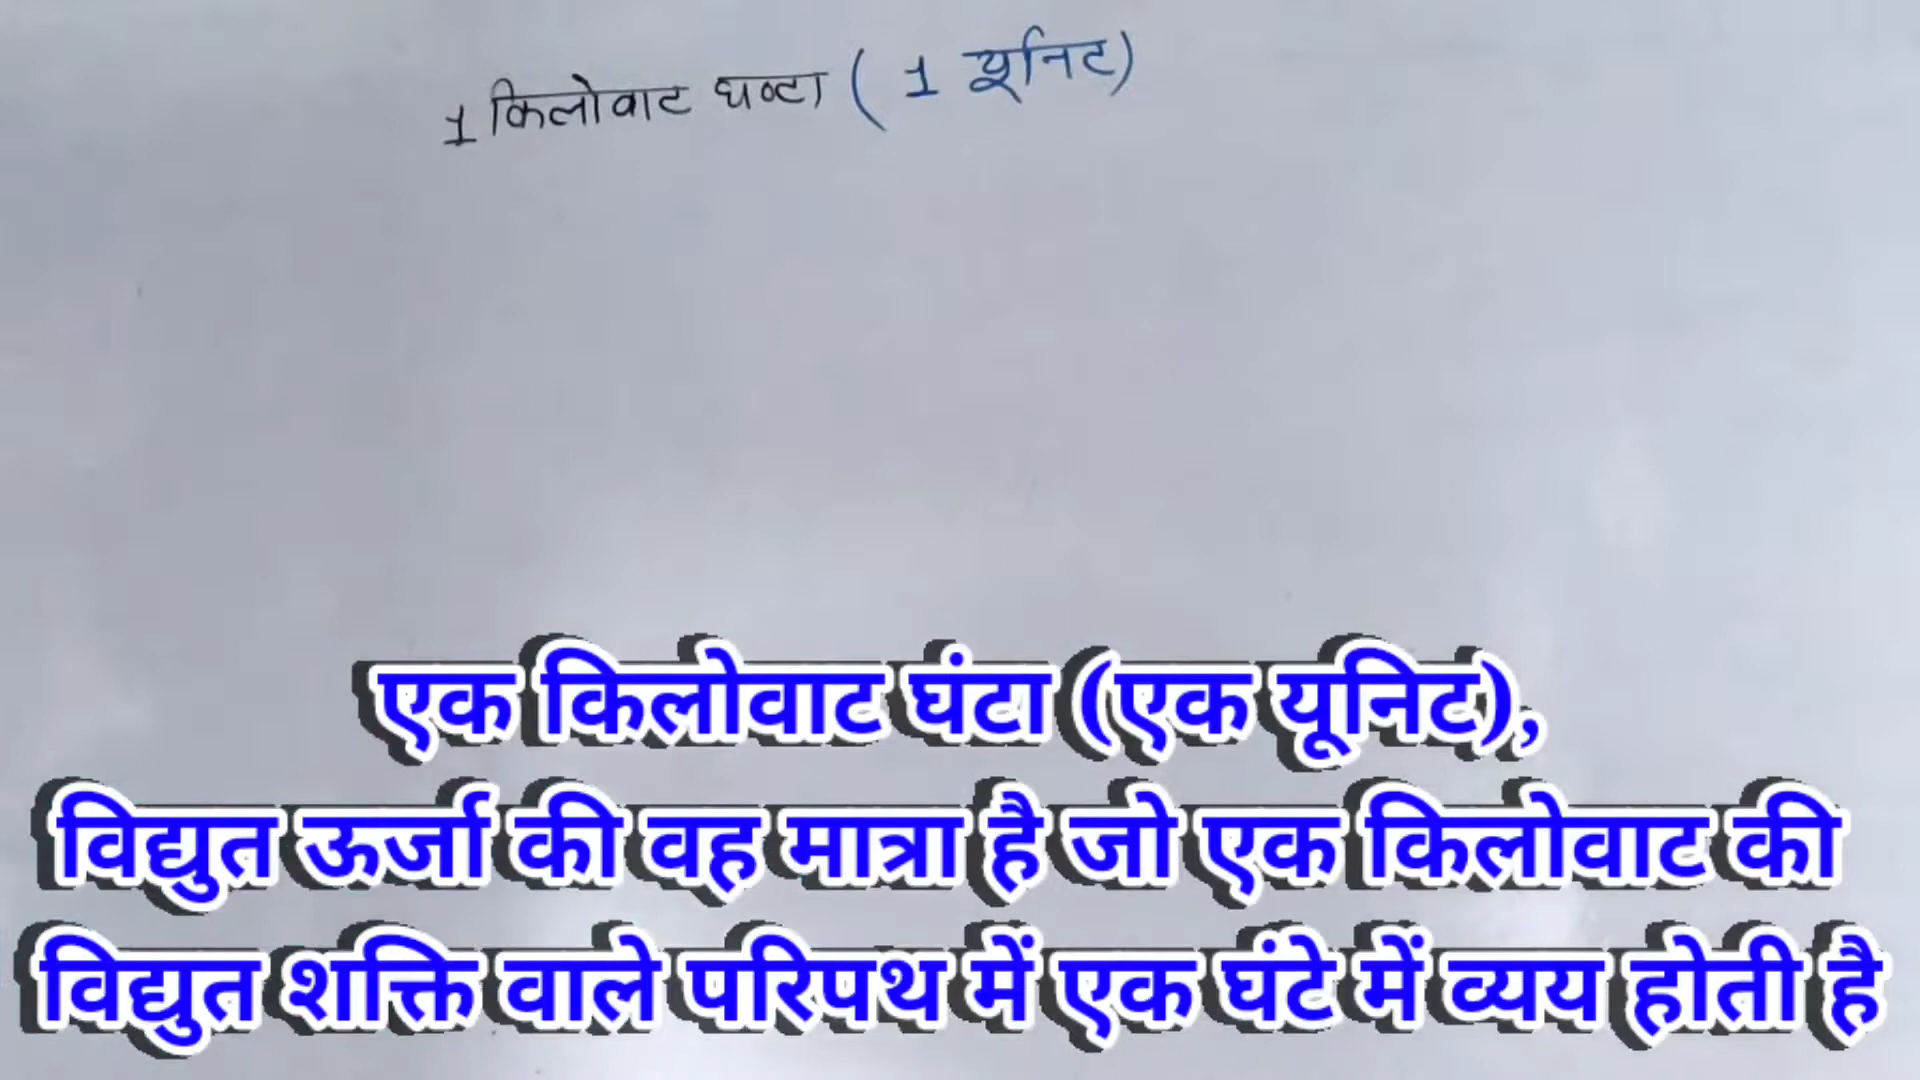 1 किलोवाट घण्टा ( 1 यूनिट)
एक किलोवाट घंटा (एक यूनिट),
विद्युत ऊर्जा की वह मात्रा है जो एक किलोवाट की
विद्युत शक्ति वाले परिपथ में एक घंटे में व्यय होती है